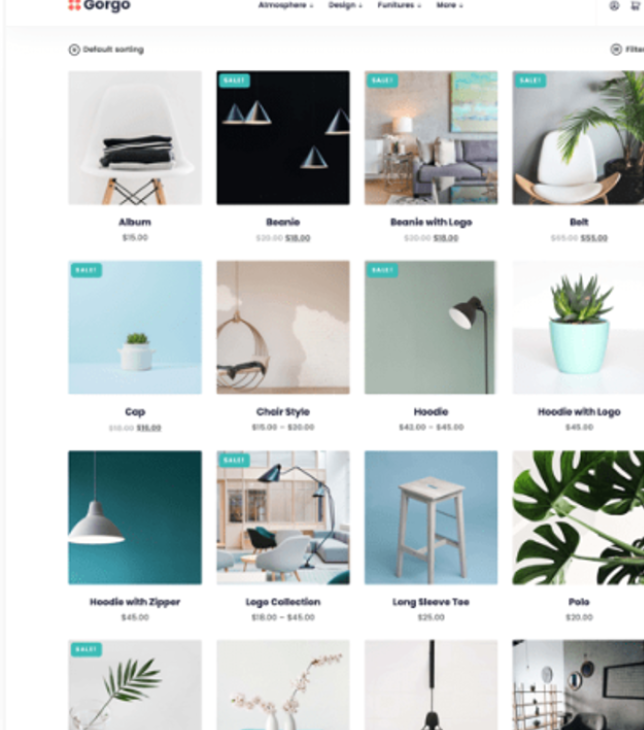 Gorgo
Atmosphere Design Funitures More
Default sorting Filter
SALE! SALE! SALE!
Album Beanie Beanie with Logo Belt
$15.00 $20.00 $18.00 $20.00 $18.00 $65.00 $55.00
SALE! SALE!
Cap Chair Style Hoodie Hoodie with Logo
$18.00 $16.00 $15.00 – $20.00 $42.00 – $45.00 $45.00
SALE!
Hoodie with Zipper Logo Collection Long Sleeve Tee Polo
$45.00 $18.00 – $45.00 $25.00 $20.00
SALE!